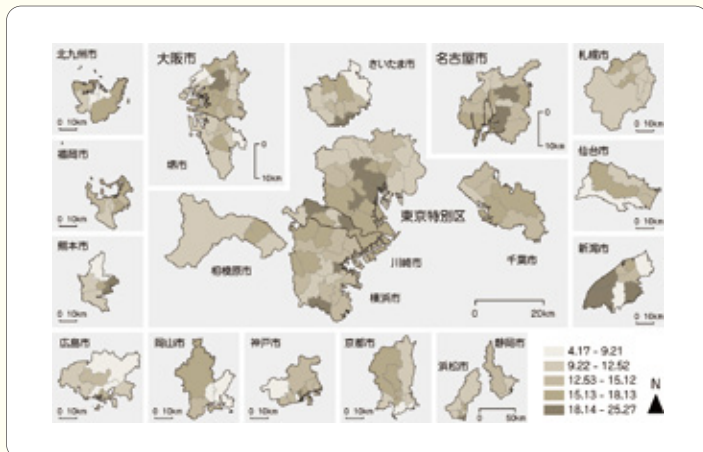 北九州市
0 10km
大阪市
堺市
0
10km
さいたま市
名古屋市
0
10km
札幌市
0 10km
福岡市
0 10km
仙台市
0 10km
熊本市
0 10km
相模原市
東京特別区
川崎市
横浜市
千葉市
0 20km
新潟市
0 10km
広島市
0 10km
岡山市
0 10km
神戸市
0 10km
京都市
0 10km
浜松市
静岡市
0 50km
4.17 - 9.21
9.22 - 12.52
12.53 - 15.12
15.13 - 18.13
18.14 - 25.27
N